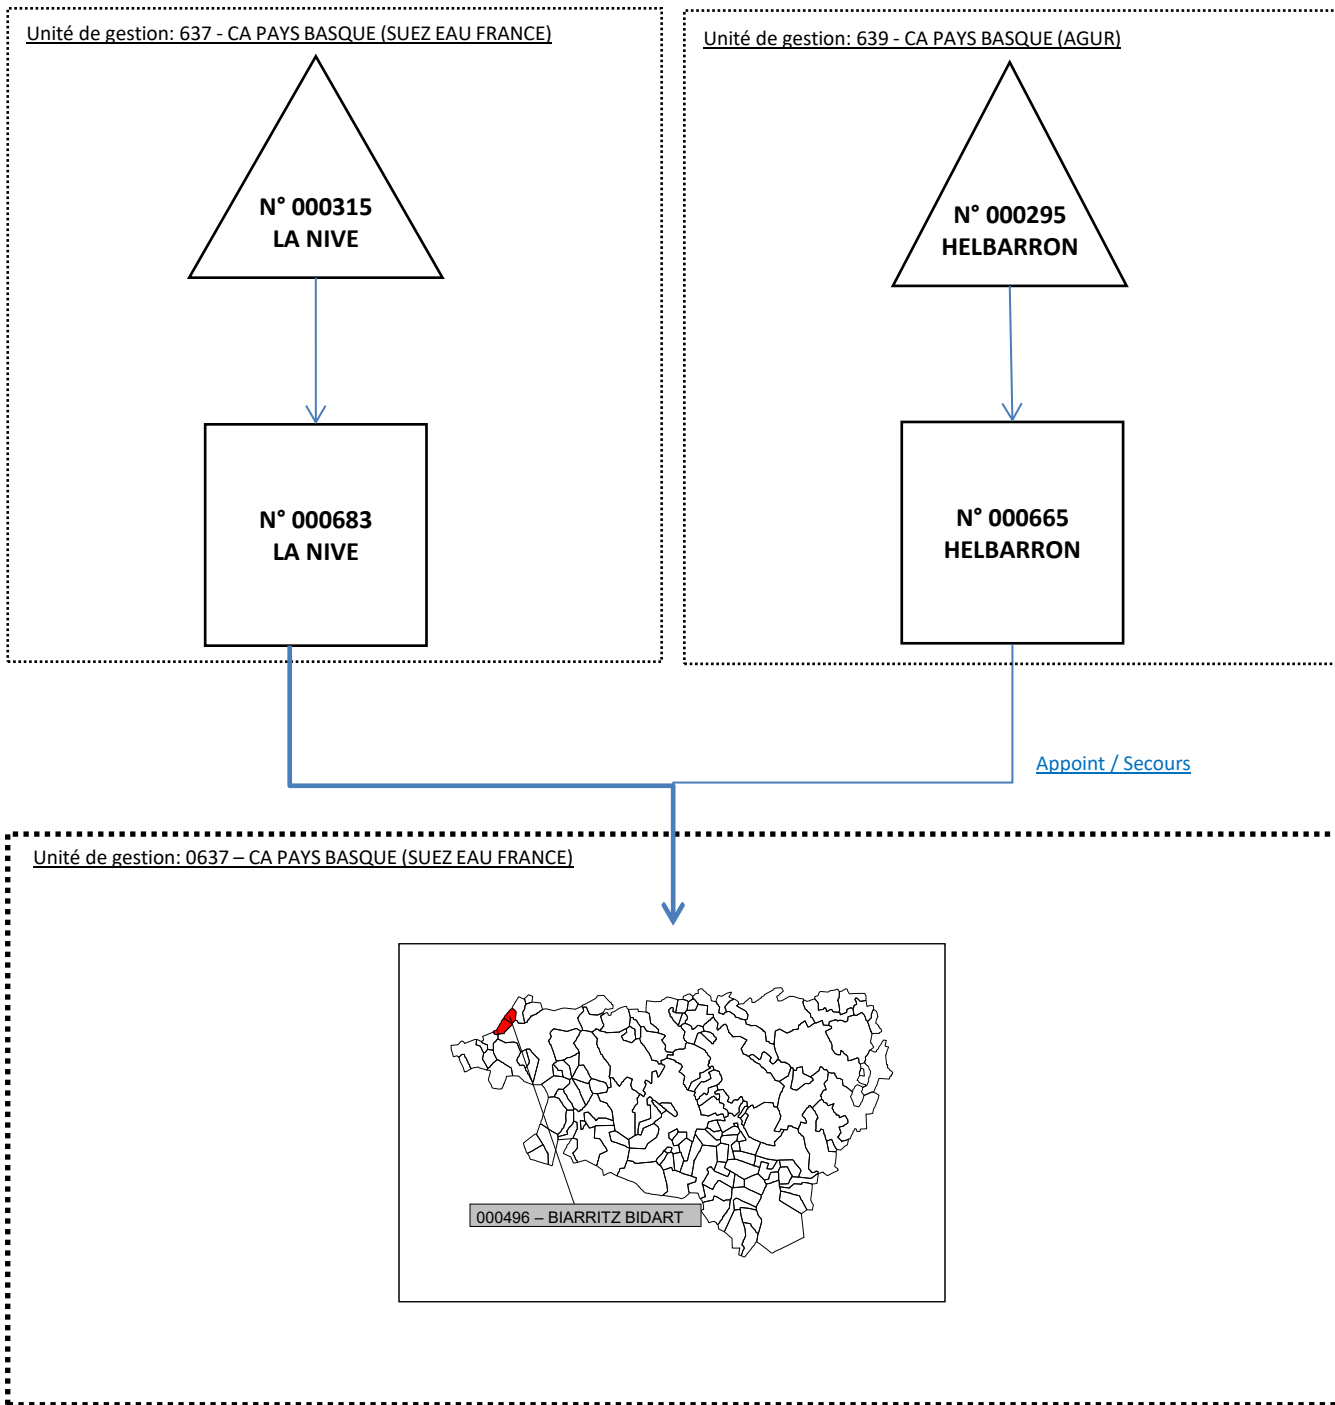 Unité de gestion: 637 - CA PAYS BASQUE (SUEZ EAU FRANCE)
Unité de gestion: 639 - CA PAYS BASQUE (AGUR)
N° 000315
LA NIVE
N° 000295
HELBARRON
N° 000683
LA NIVE
N° 000665
HELBARRON
Appoint / Secours
Unité de gestion: 0637 – CA PAYS BASQUE (SUEZ EAU FRANCE)
000496 – BIARRITZ BIDART